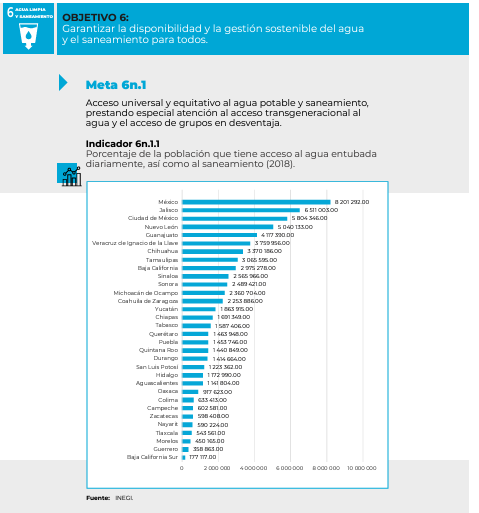 6 AGUA LIMPIA
Y SANEAMIENTO
OBJETIVO 6:
Garantizar la disponibilidad y la gestión sostenible del agua
y el saneamiento para todos.
Meta 6n.1
Acceso universal y equitativo al agua potable y saneamiento,
prestando especial atención al acceso transgeneracional al
agua y el acceso de grupos en desventaja.
Indicador 6n.1.1
Porcentaje de la población que tiene acceso al agua entubada
diariamente, así como al saneamiento (2018).
México 8 201 292.00
Jalisco 6 511 003.00
Ciudad de México 5 804 346.00
Nuevo León 5 040 133.00
Guanajuato 4 117 390.00
Veracruz de Ignacio de la Llave 3 759 956.00
Chihuahua 3 370 186.00
Tamaulipas 3 065 595.00
Baja California 2 975 278.00
Sinaloa 2 565 966.00
Sonora 2 489 421.00
Michoacán de Ocampo 2 360 704.00
Coahuila de Zaragoza 2 253 886.00
Yucatán 1 863 915.00
Chiapas 1 691 349.00
Tabasco 1 587 406.00
Querétaro 1 463 948.00
Puebla 1 453 746.00
Quintana Roo 1 440 849.00
Durango 1 414 664.00
San Luis Potosí 1 223 362.00
Hidalgo 1 172 990.00
Aguascalientes 1 141 804.00
Oaxaca 917 623.00
Colima 633 413.00
Campeche 602 581.00
Zacatecas 598 408.00
Nayarit 590 224.00
Tlaxcala 543 561.00
Morelos 450 165.00
Guerrero 358 863.00
Baja California Sur 177 117.00
0 2 000 000 4 000 000 6 000 000 8 000 000 10 000 000
Fuente: INEGI.